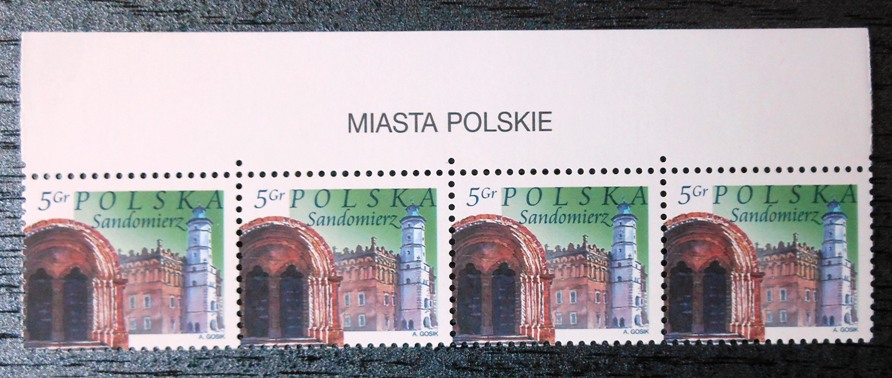 MIASTA POLSKIE
5Gr POLSKA
Sandomierz
A. GOSIK
5Gr POLSKA
Sandomierz
A. GOSIK
5Gr POLSKA
Sandomierz
A. GOSIK
5Gr POLSKA
Sandomierz
A. GOSIK